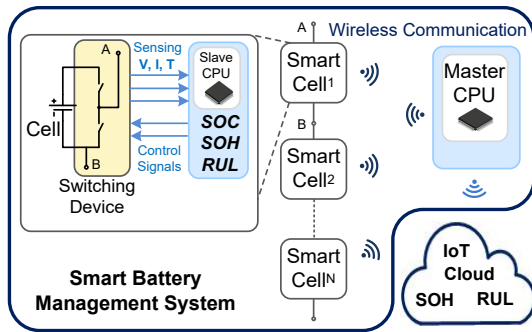 A
Sensing
V, I, T
Slave
CPU
Cell
SOC
SOH
RUL
Control
Signals
B
Switching
Device
Smart Battery
Management System
A
Smart
Cell1
B
Smart
Cell2
Smart
CellN
Wireless Communication
Master
CPU
IoT
Cloud
SOH RUL